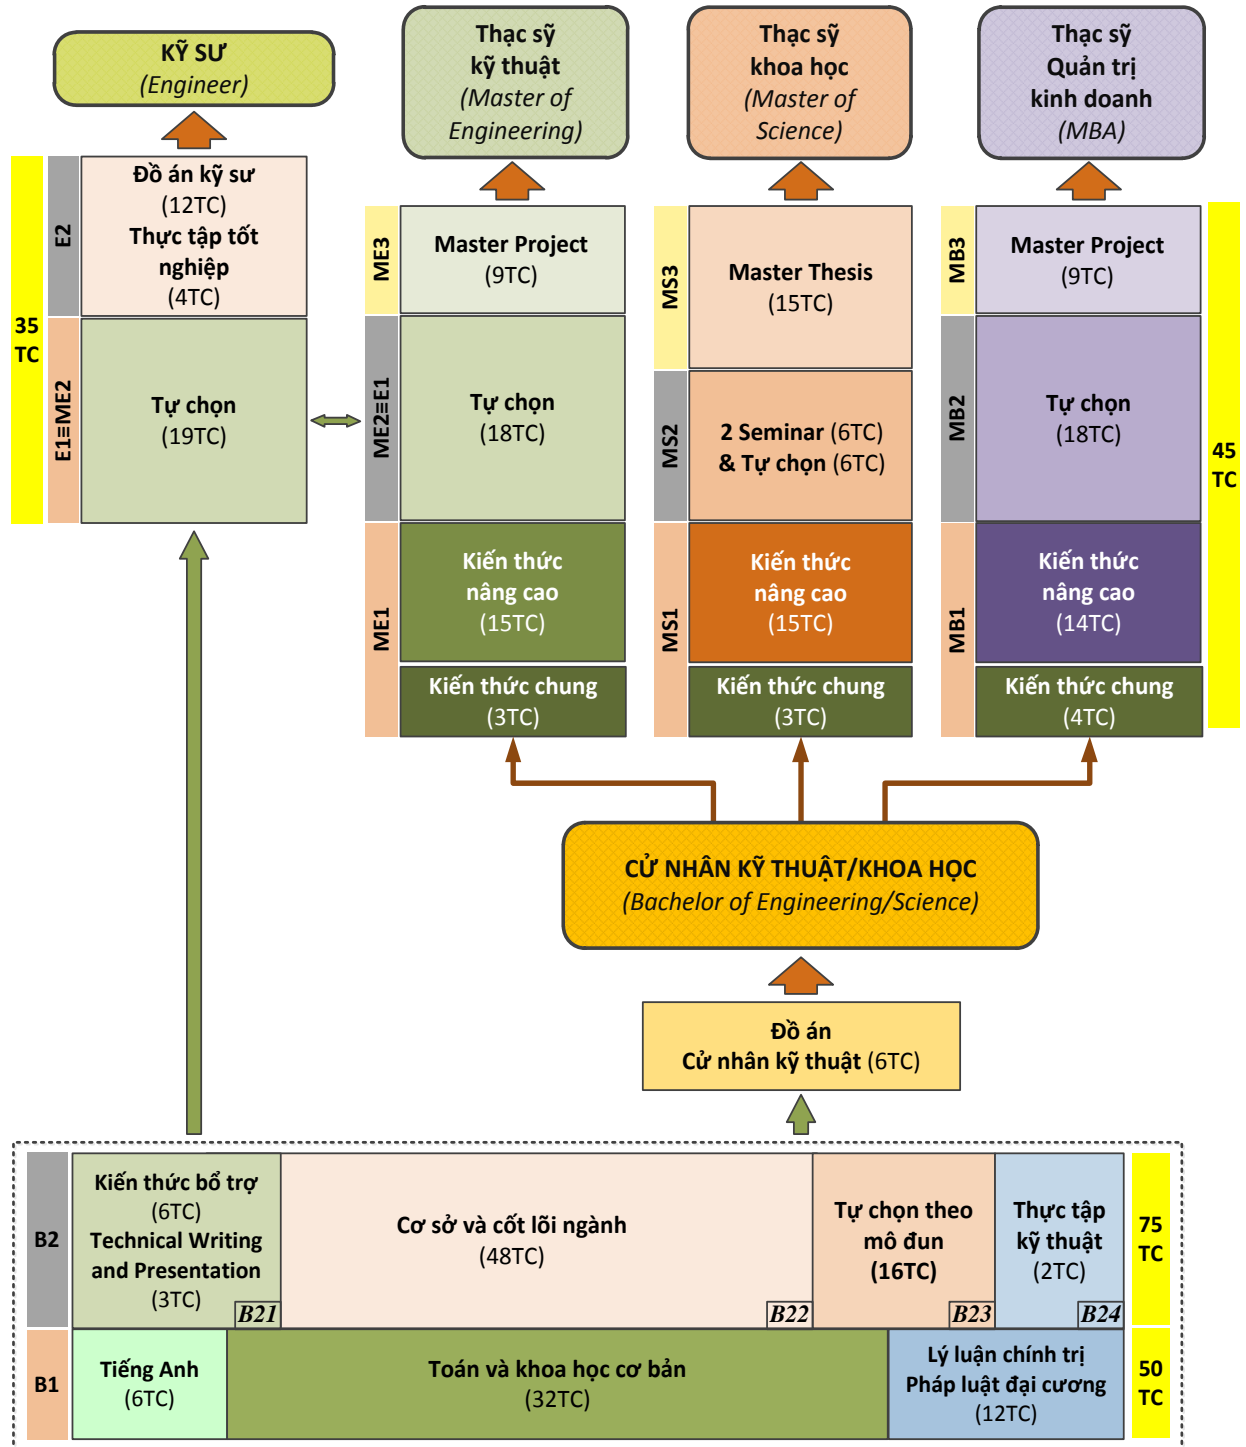 KỸ SƯ
(Engineer)
Thạc sỹ
kỹ thuật
(Master of
Engineering)
Thạc sỹ
khoa học
(Master of
Science)
Thạc sỹ
Quản trị
kinh doanh
(MBA)
35
TC
E2
Đồ án kỹ sư
(12TC)
Thực tập tốt
nghiệp
(4TC)
E1≡ME2
Tự chọn
(19TC)
ME3
Master Project
(9TC)
ME2≡E1
Tự chọn
(18TC)
ME1
Kiến thức
nâng cao
(15TC)
Kiến thức chung
(3TC)
MS3
Master Thesis
(15TC)
MS2
2 Seminar (6TC)
& Tự chọn (6TC)
MS1
Kiến thức
nâng cao
(15TC)
Kiến thức chung
(3TC)
MB3
Master Project
(9TC)
MB2
Tự chọn
(18TC)
MB1
Kiến thức
nâng cao
(14TC)
Kiến thức chung
(4TC)
45
TC
CỬ NHÂN KỸ THUẬT/KHOA HỌC
(Bachelor of Engineering/Science)
Đồ án
Cử nhân kỹ thuật (6TC)
B2
Kiến thức bổ trợ
(6TC)
Technical Writing
and Presentation
(3TC)
B21
Cơ sở và cốt lõi ngành
(48TC)
B22
Tự chọn theo
mô đun
(16TC)
B23
Thực tập
kỹ thuật
(2TC)
B24
75
TC
B1
Tiếng Anh
(6TC)
Toán và khoa học cơ bản
(32TC)
Lý luận chính trị
Pháp luật đại cương
(12TC)
50
TC